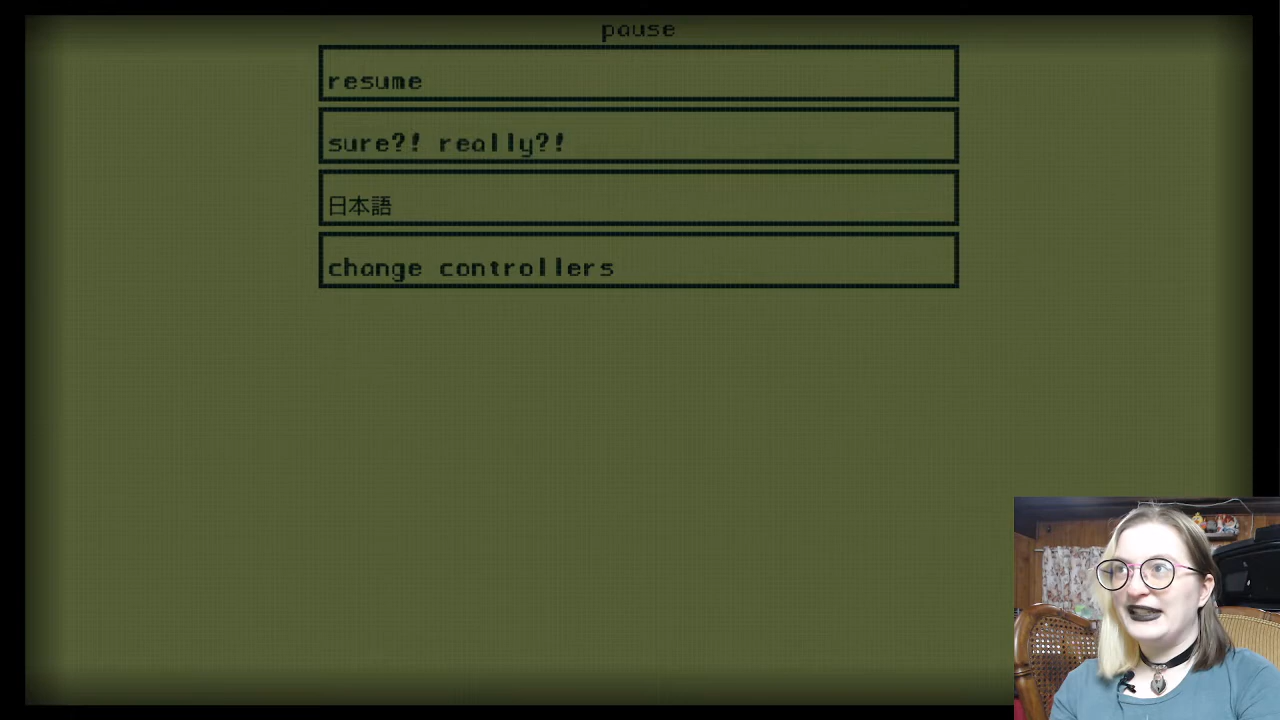 pause
resume
sure?! really?!
日本語
change controllers